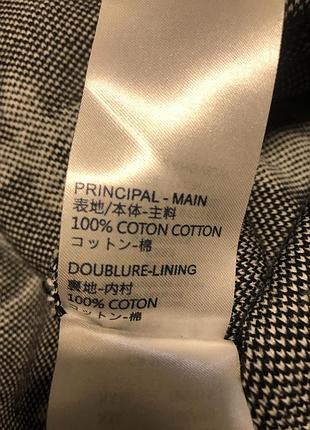 PRINCIPAL - MAIN
表地/本体-主料
100% COTON COTTON
コットン-棉
DOUBLURE-LINING
裏地-内村
100% COTON
コットン-棉